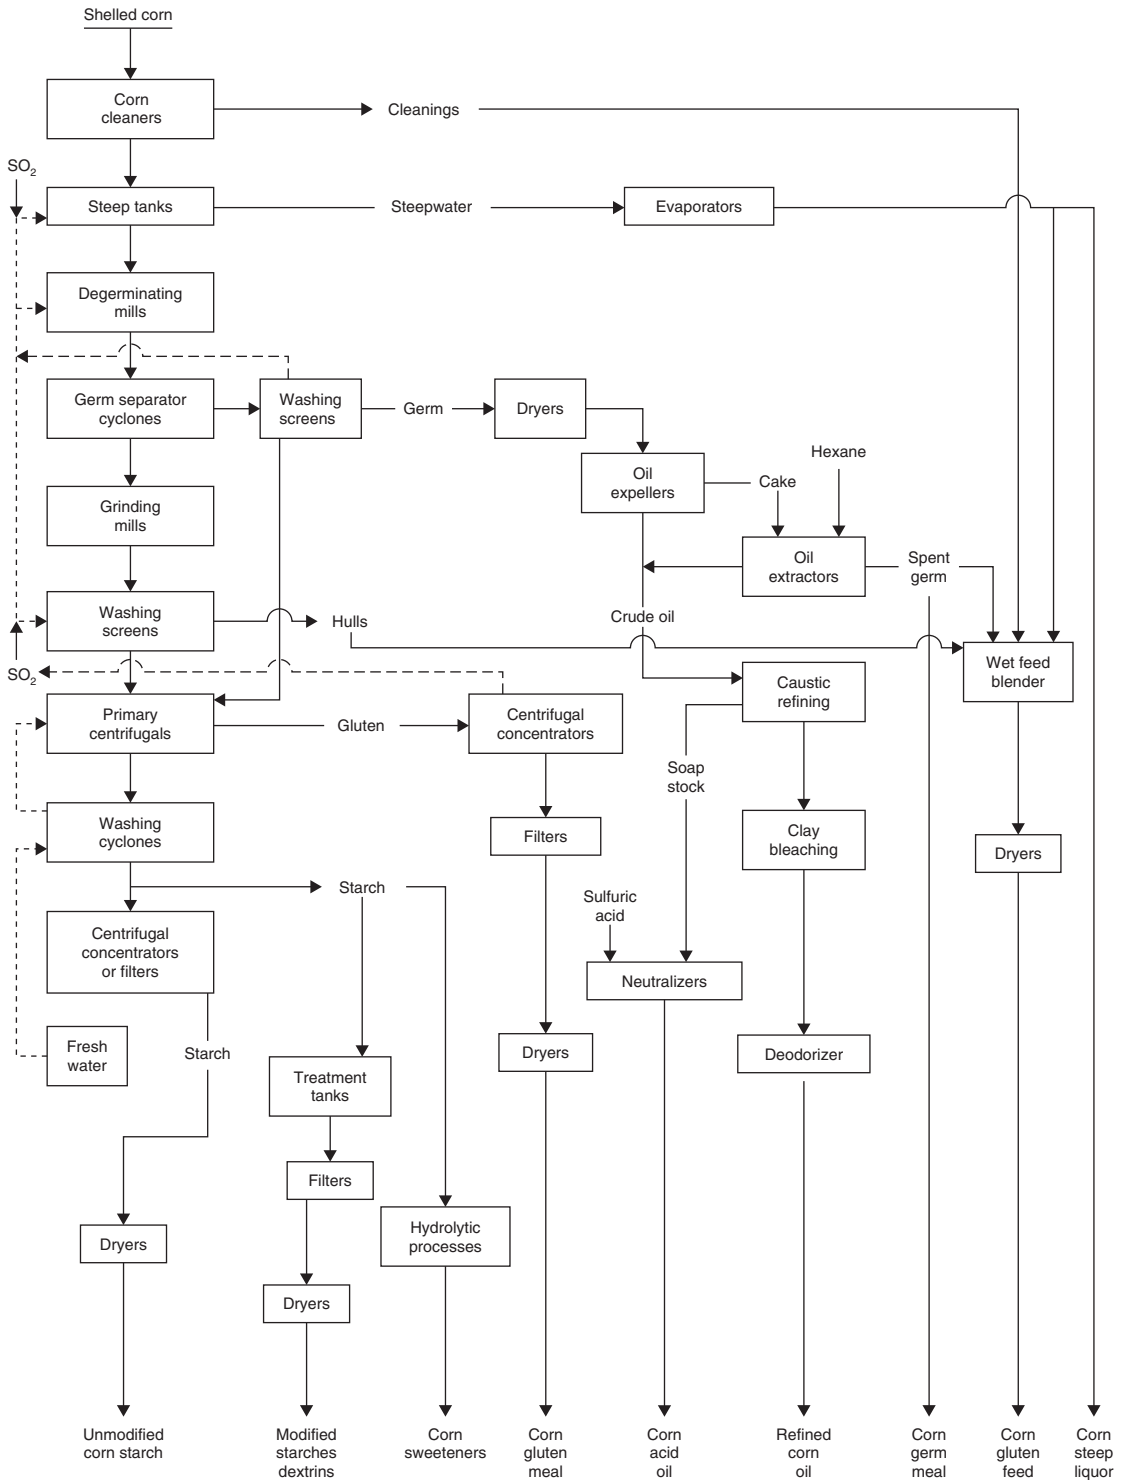 Shelled corn
Corn
cleaners
Cleanings
SO2
Steep tanks
Steepwater
Evaporators
Degerminating
mills
Germ separator
cyclones
Washing
screens
Germ
Dryers
Oil
expellers
Cake
Hexane
Grinding
mills
Oil
extractors
Spent
germ
Washing
screens
Hulls
Crude oil
SO2
Wet feed
blender
Caustic
refining
Primary
centrifugals
Gluten
Centrifugal
concentrators
Soap
stock
Washing
cyclones
Filters
Clay
bleaching
Dryers
Starch
Sulfuric
acid
Centrifugal
concentrators
or filters
Neutralizers
Fresh
water
Starch
Dryers
Deodorizer
Treatment
tanks
Filters
Hydrolytic
processes
Dryers
Dryers
Unmodified
corn starch
Modified
starches
dextrins
Corn
sweeteners
Corn
gluten
meal
Corn
acid
oil
Refined
corn
oil
Corn
germ
meal
Corn
gluten
feed
Corn
steep
liquor